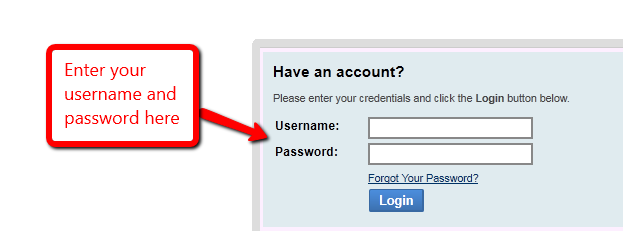 Enter your
username and
password here
Have an account?
Please enter your credentials and click the Login button below.
Username:
Password:
Forgot Your Password?
Login